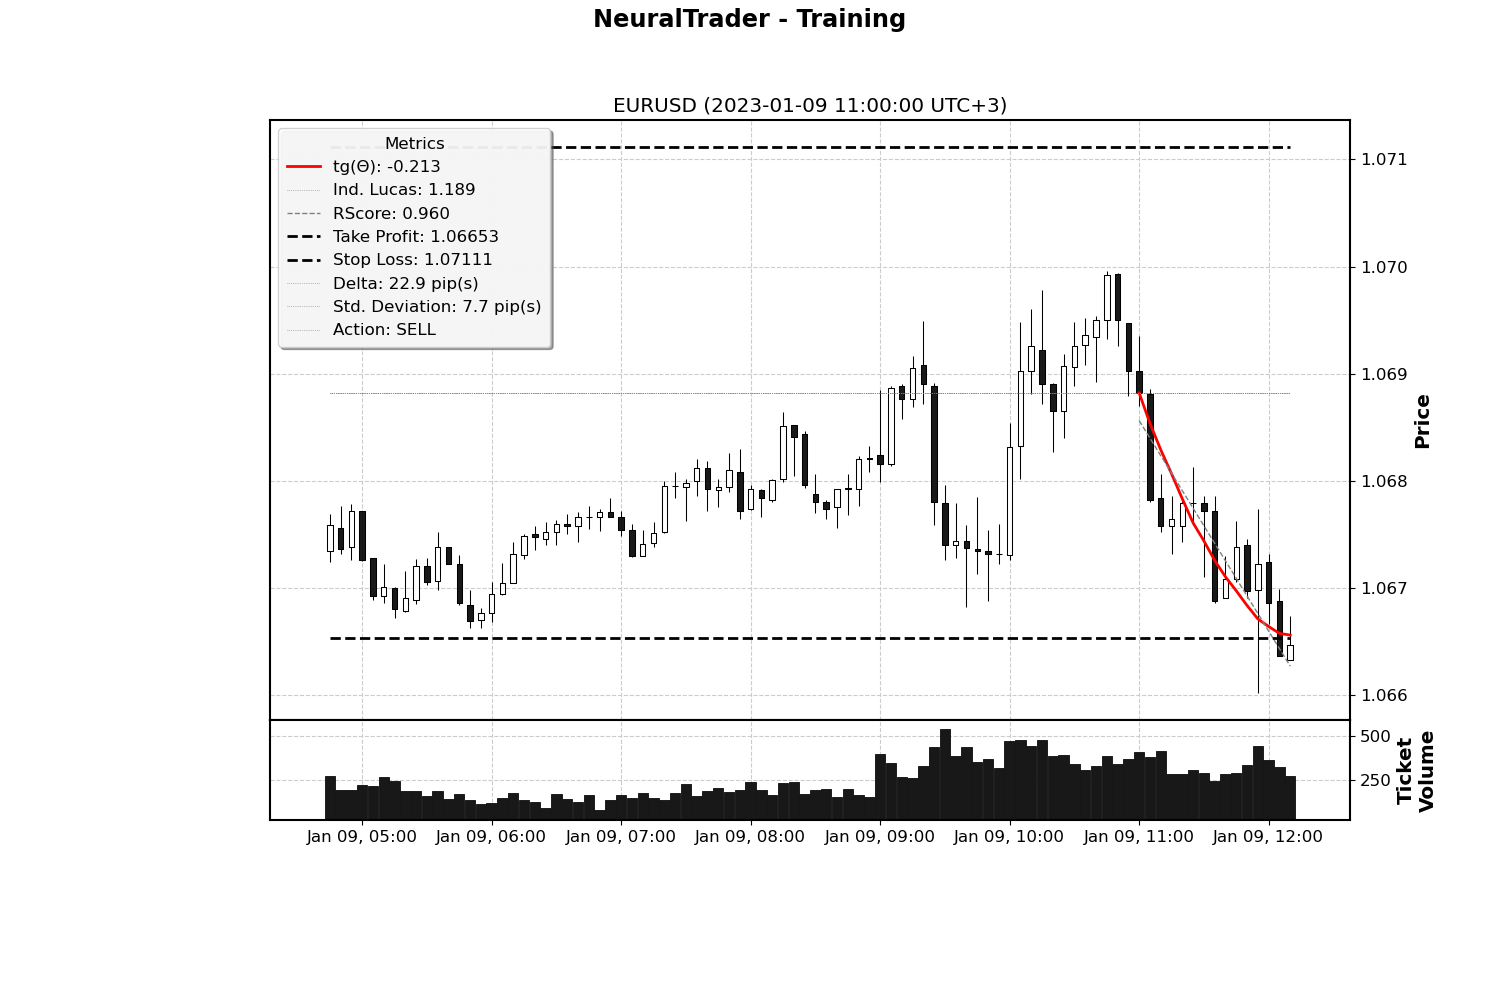 NeuralTrader - Training
EURUSD (2023-01-09 11:00:00 UTC+3)
Metrics
tg(Θ): -0.213
Ind. Lucas: 1.189
RScore: 0.960
Take Profit: 1.06653
Stop Loss: 1.07111
Delta: 22.9 pip(s)
Std. Deviation: 7.7 pip(s)
Action: SELL
1.071
1.070
1.069
1.068
1.067
1.066
Price
500
250
Ticket
Volume
Jan 09, 05:00 Jan 09, 06:00 Jan 09, 07:00 Jan 09, 08:00 Jan 09, 09:00 Jan 09, 10:00 Jan 09, 11:00 Jan 09, 12:00